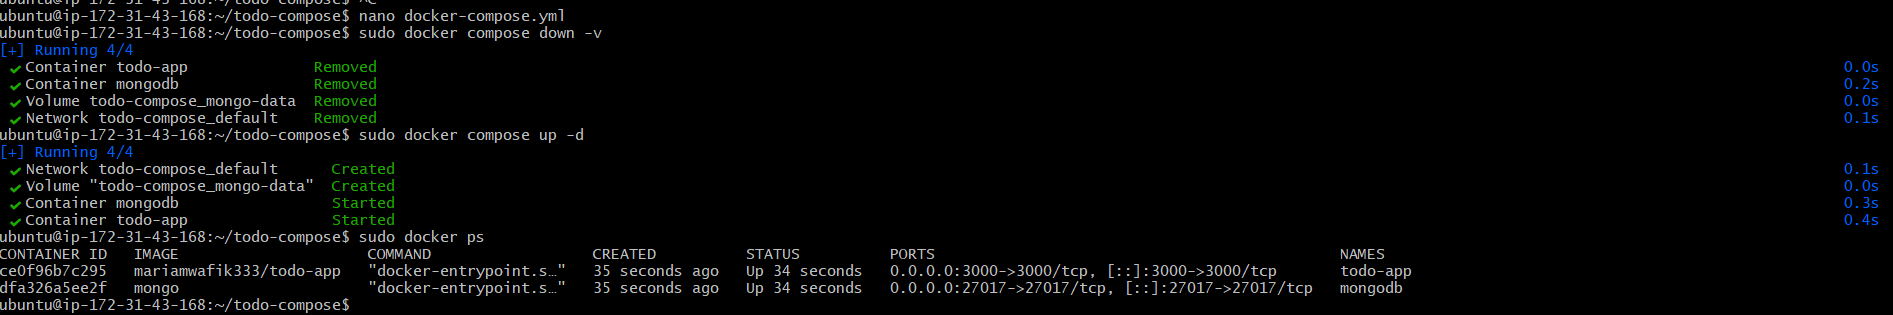 ^C
ubuntu@ip-172-31-43-168:~/todo-compose$ nano docker-compose.yml
ubuntu@ip-172-31-43-168:~/todo-compose$ sudo docker compose down -v
[+] Running 4/4
✔ Container todo-app Removed 0.0s
✔ Container mongodb Removed 0.2s
✔ Volume todo-compose_mongo-data Removed 0.0s
✔ Network todo-compose_default Removed 0.1s
ubuntu@ip-172-31-43-168:~/todo-compose$ sudo docker compose up -d
[+] Running 4/4
✔ Network todo-compose_default Created 0.1s
✔ Volume "todo-compose_mongo-data" Created 0.0s
✔ Container mongodb Started 0.3s
✔ Container todo-app Started 0.4s
ubuntu@ip-172-31-43-168:~/todo-compose$ sudo docker ps
CONTAINER ID IMAGE COMMAND CREATED STATUS PORTS NAMES
ce0f96b7c295 mariamwafik333/todo-app "docker-entrypoint.s…" 35 seconds ago Up 34 seconds 0.0.0.0:3000->3000/tcp, [::]:3000->3000/tcp todo-app
dfa326a5ee2f mongo "docker-entrypoint.s…" 35 seconds ago Up 34 seconds 0.0.0.0:27017->27017/tcp, [::]:27017->27017/tcp mongodb
ubuntu@ip-172-31-43-168:~/todo-compose$